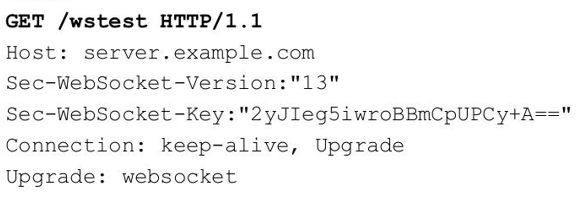 GET /wstest HTTP/1.1
Host: server.example.com
Sec-WebSocket-Version:"13"
Sec-WebSocket-Key:"2yJIeg5iwroBBmCpUPCy+A=="
Connection: keep-alive, Upgrade
Upgrade: websocket